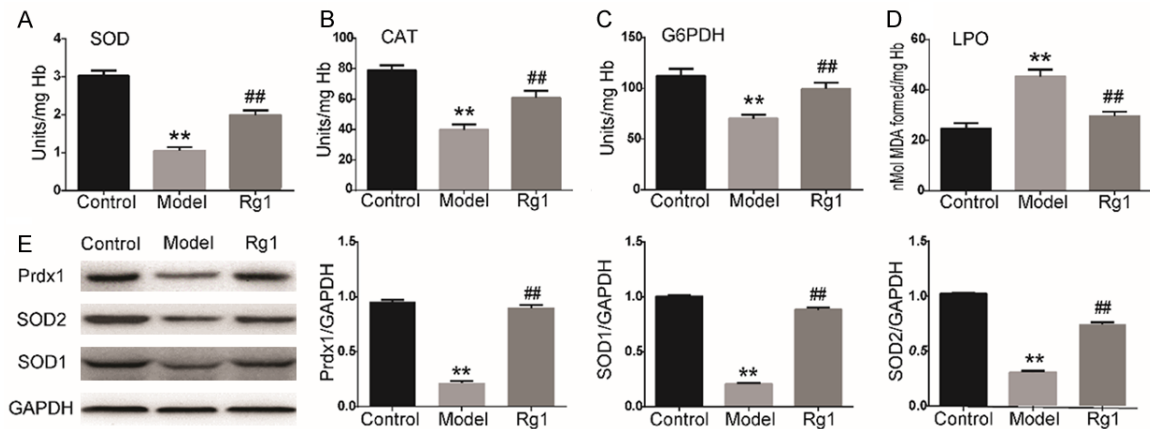 A
SOD
Units/mg Hb
4
3
2
1
0
**
##
Control Model Rg1
B
CAT
Units/mg Hb
100
80
60
40
20
0
**
##
Control Model Rg1
C
G6PDH
Units/mg Hb
150
100
50
0
**
##
Control Model Rg1
D
LPO
nMol MDA formed/mg Hb
60
40
20
0
**
##
Control Model Rg1
E
Control Model Rg1
Prdx1
SOD2
SOD1
GAPDH
Prdx1/GAPDH
1.5
1.0
0.5
0.0
**
##
Control Model Rg1
SOD1/GAPDH
1.5
1.0
0.5
0.0
**
##
Control Model Rg1
SOD2/GAPDH
1.5
1.0
0.5
0.0
**
##
Control Model Rg1